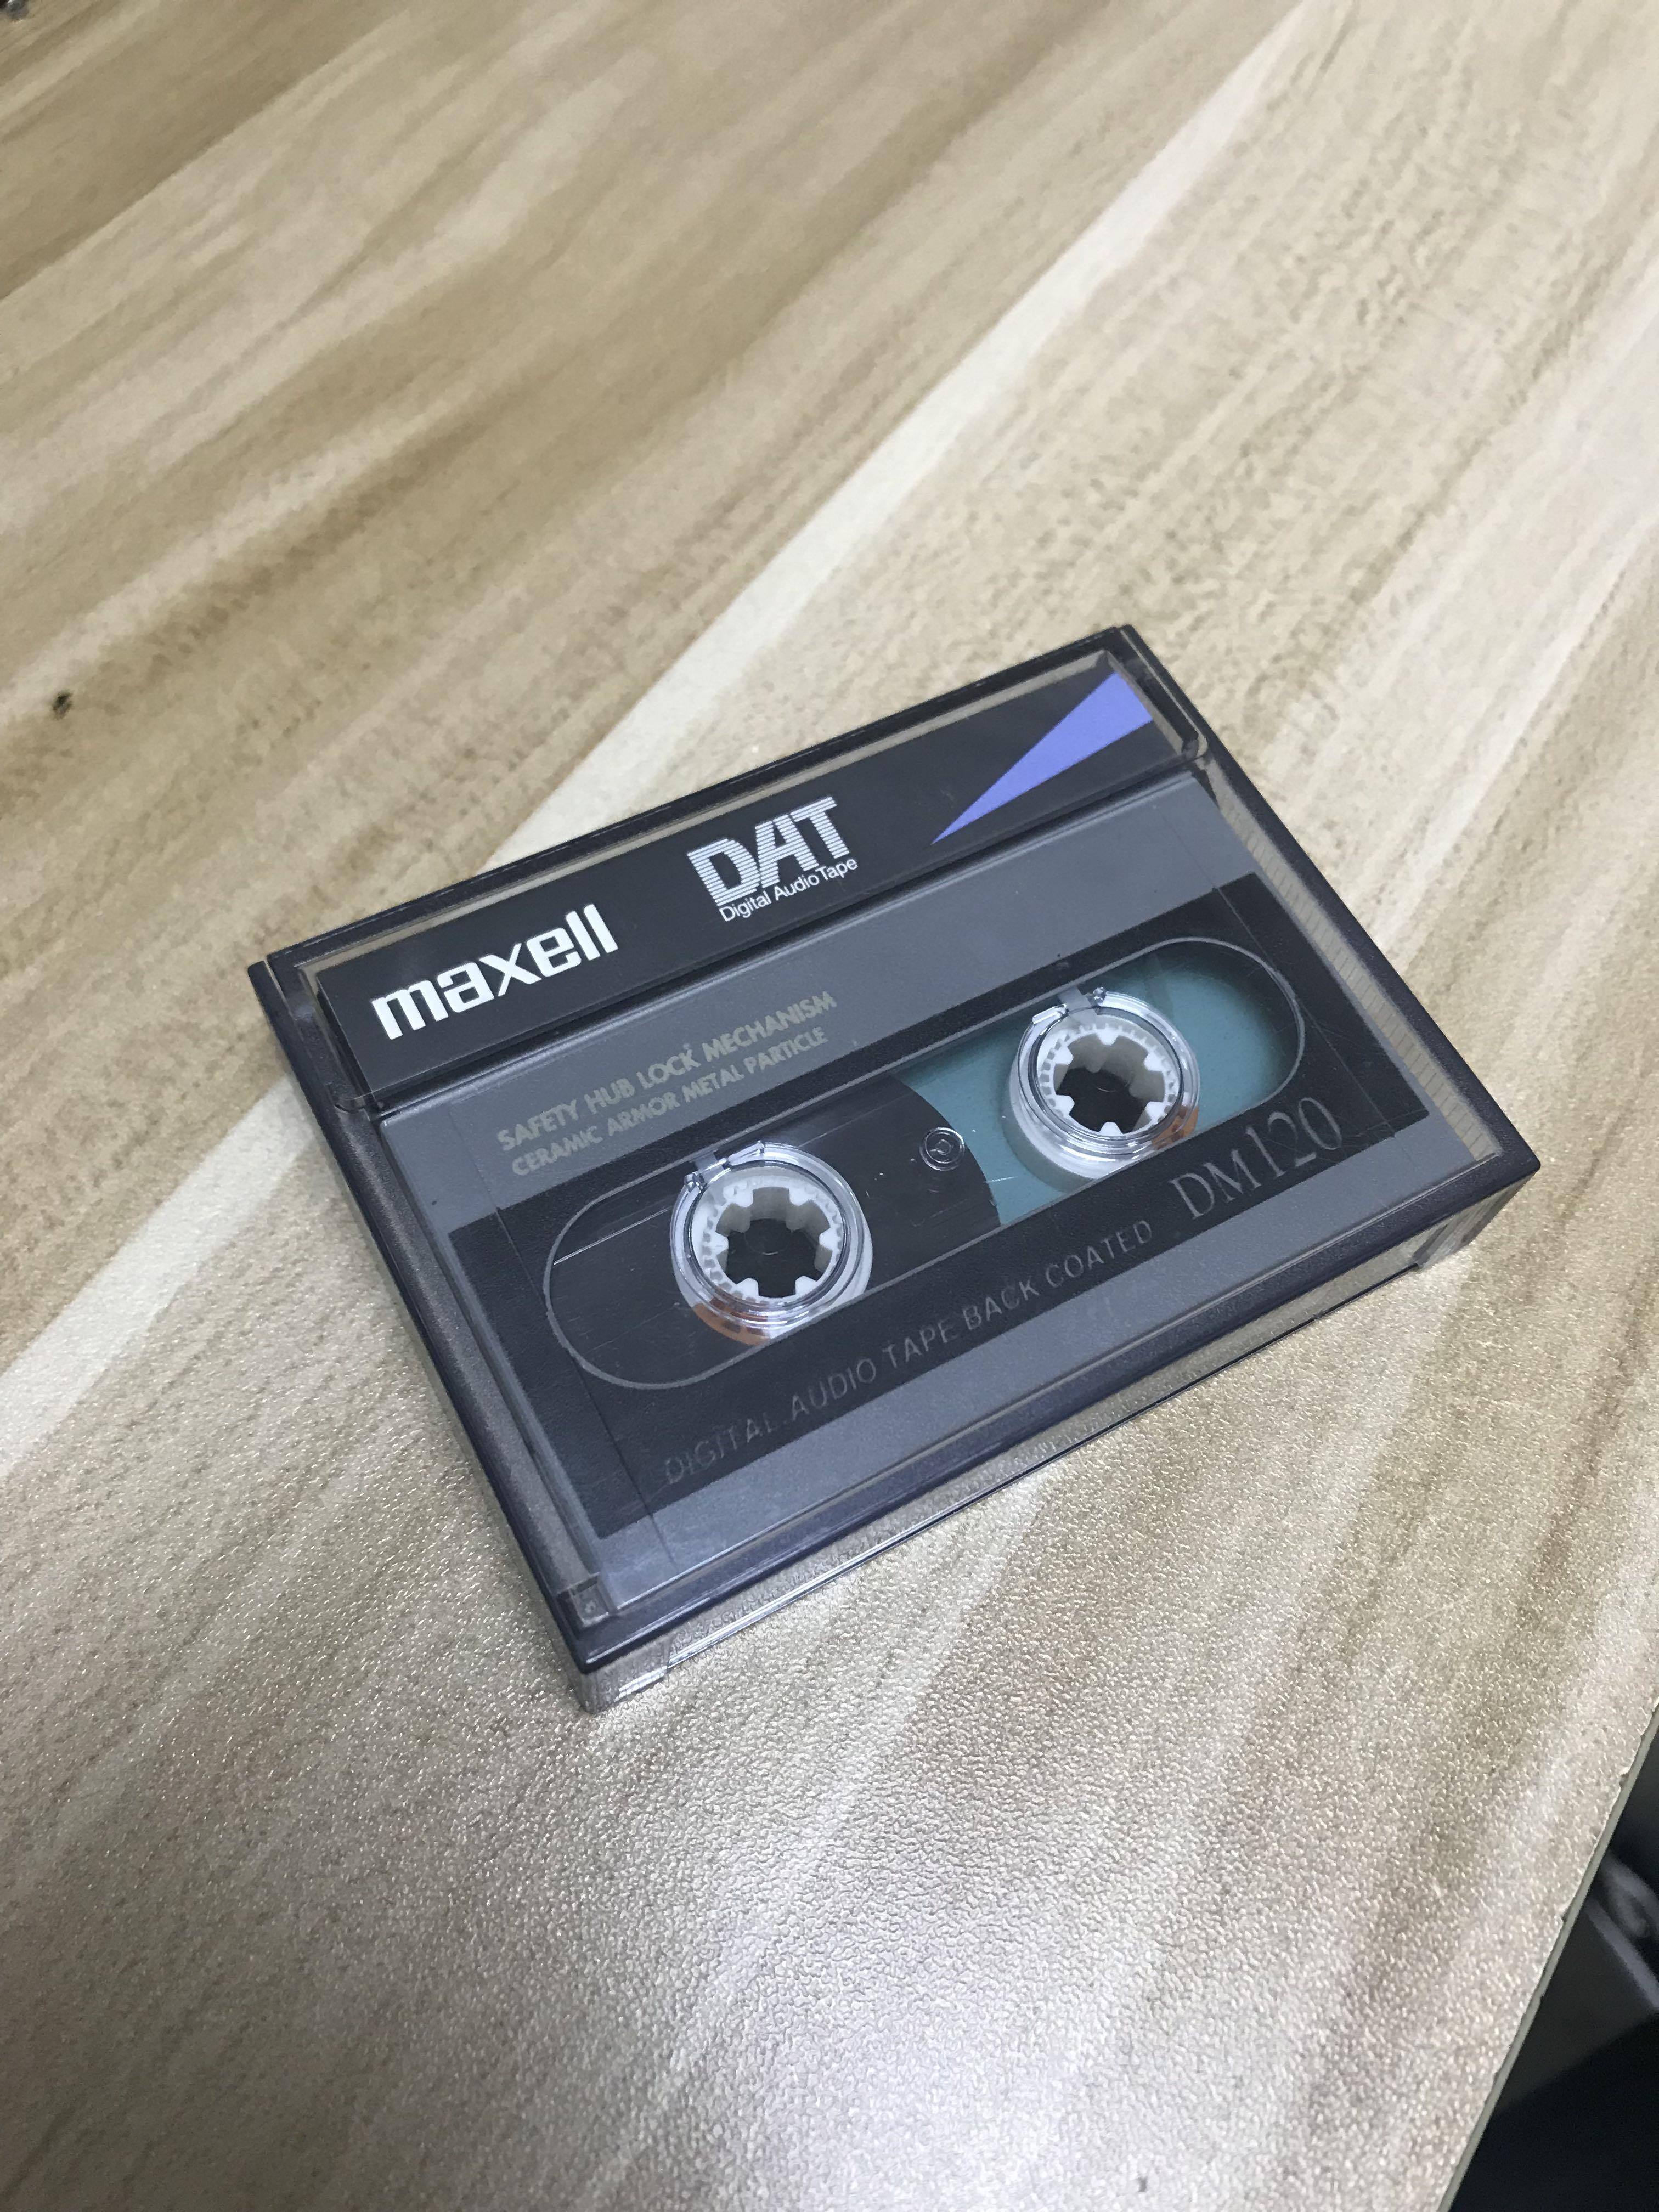 maxell
DAT
Digital Audio Tape
SAFETY HUB LOCK MECHANISM
CERAMIC ARMOR METAL PARTICLE
DIGITAL AUDIO TAPE BACK COATED DM120